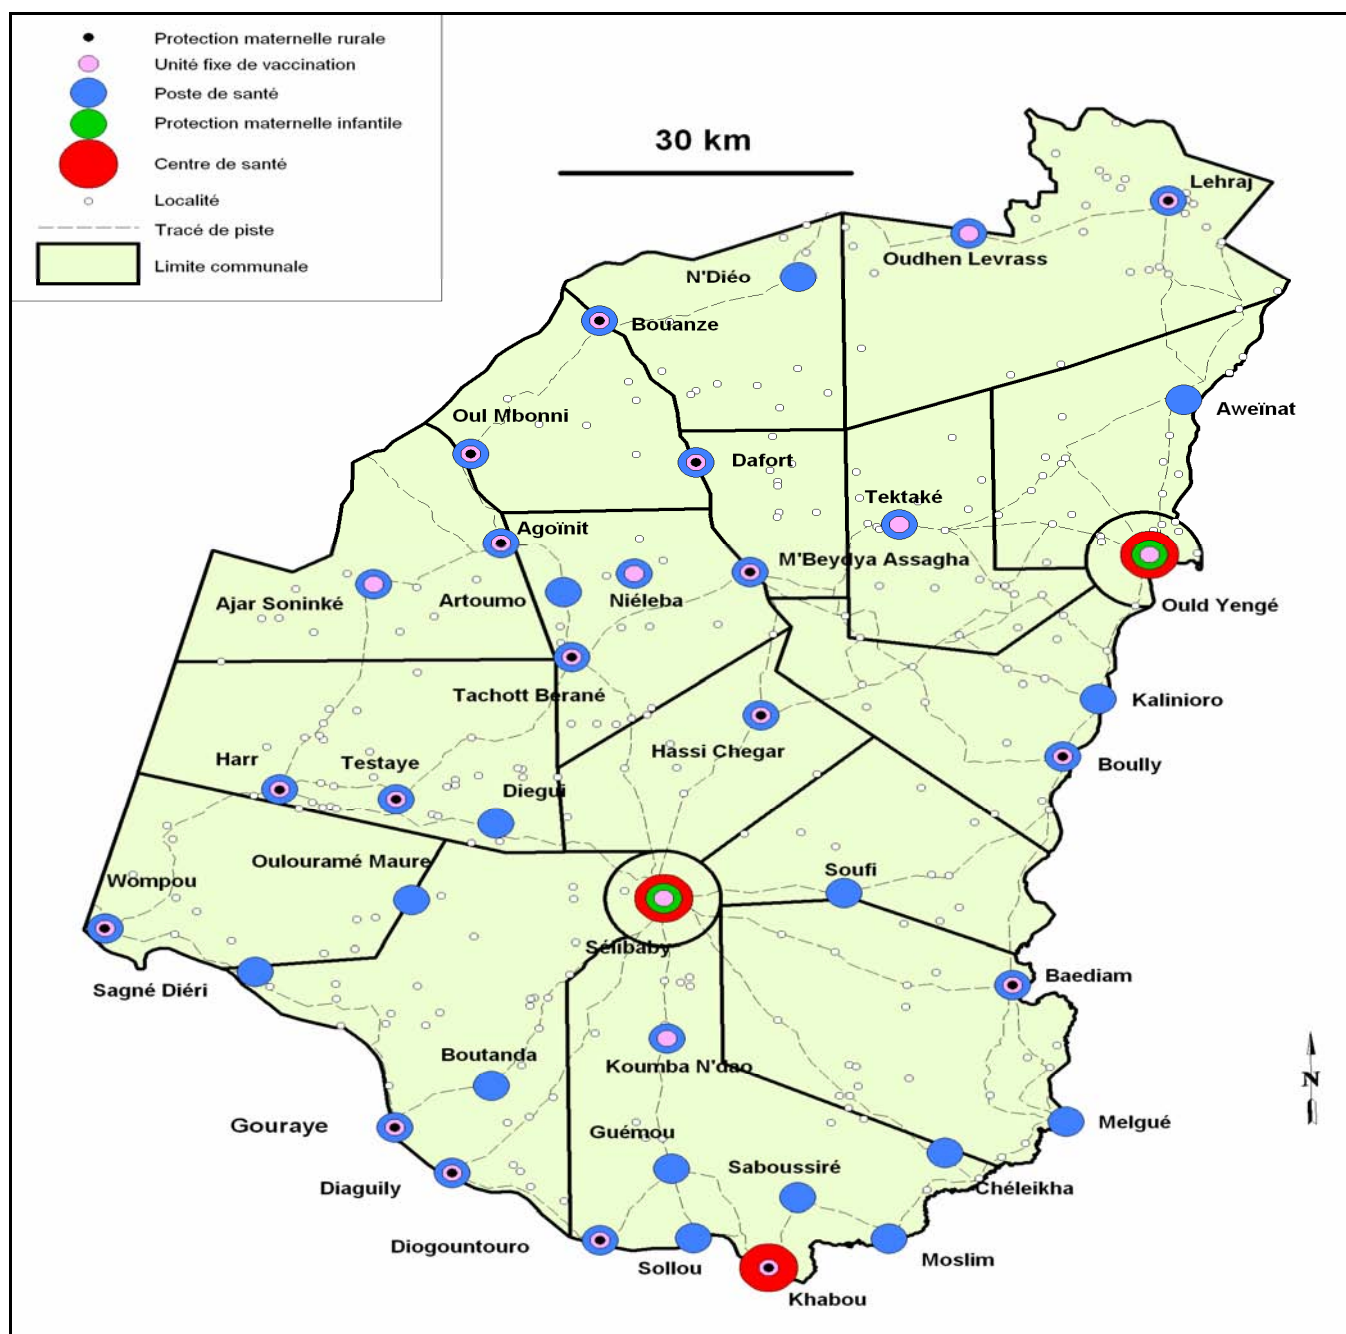 Protection maternelle rurale
Unité fixe de vaccination
Poste de santé
Protection maternelle infantile
Centre de santé
Localité
Tracé de piste
Limite communale
30 km
Lehraj
Oudhen Levrass
N'Diéo
Bouanze
Aweïnat
Oul Mbonni
Dafort
Tektaké
Agoïnit
M'Beydya Assagha
Ajar Soninké
Artoumo
Niéleba
Ould Yengé
Tachott Bérané
Kalinioro
Hassi Chegar
Harr
Testaye
Boully
Diegui
Oulouramé Maure
Soufi
Wompou
Sélibaby
Baediam
Sagné Diéri
Boutanda
Koumba N'dao
N
Gouraye
Guémou
Melgué
Saboussiré
Diaguily
Chéleikha
Diogountouro
Sollou
Moslim
Khabou